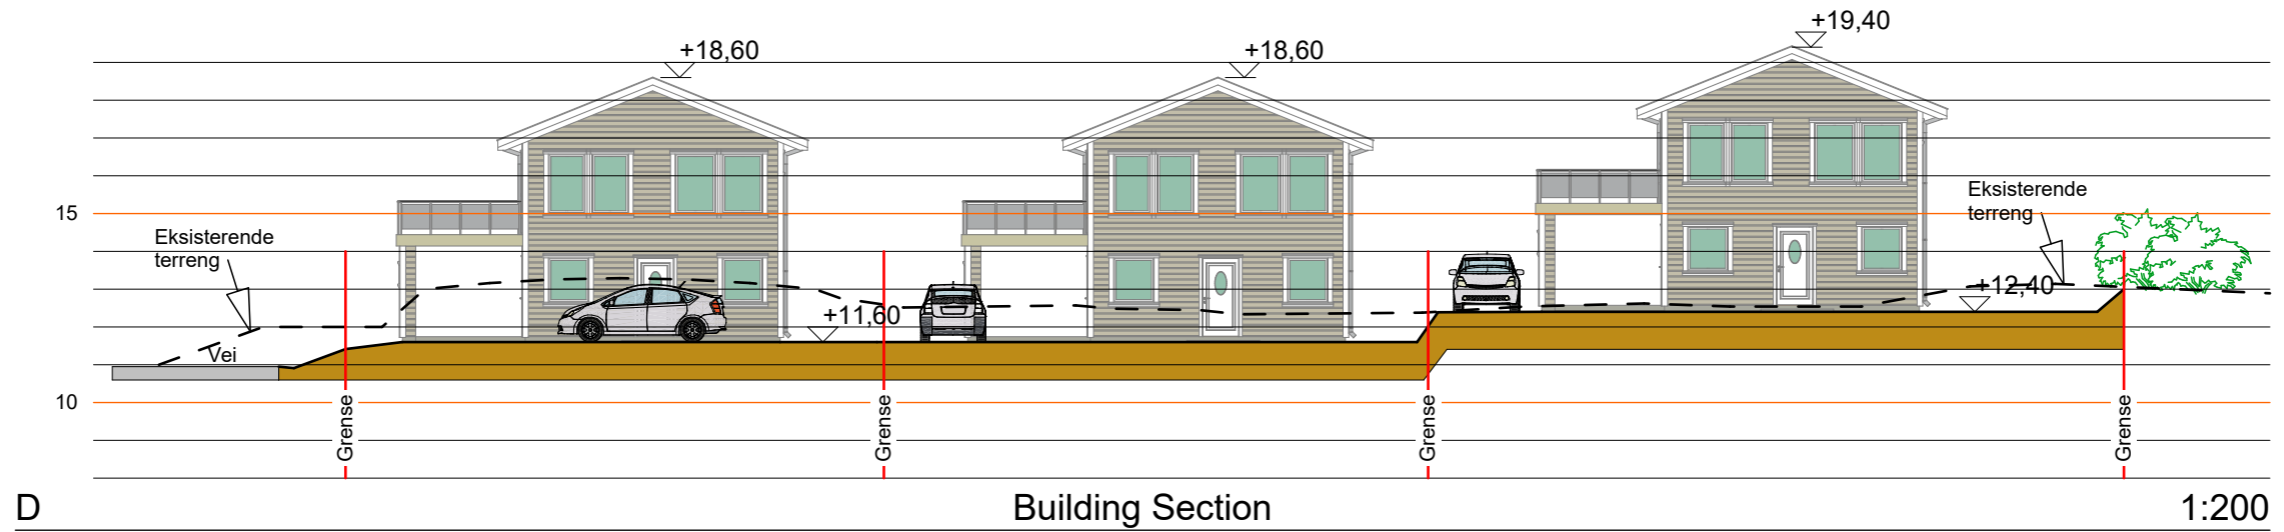 +18,60
+18,60
+19,40
15
Eksisterende
terreng
Eksisterende
terreng
+12,40
+11,60
Vei
10
Grense
Grense
Grense
Grense
D
Building Section
1:200